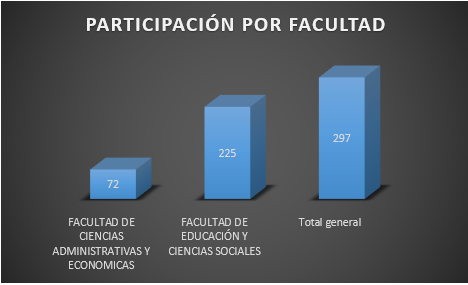 PARTICIPACIÓN POR FACULTAD
297
225
72
FACULTAD DE
CIENCIAS
ADMINISTRATIVAS Y
ECONOMICAS
FACULTAD DE
EDUCACIÓN Y
CIENCIAS SOCIALES
Total general